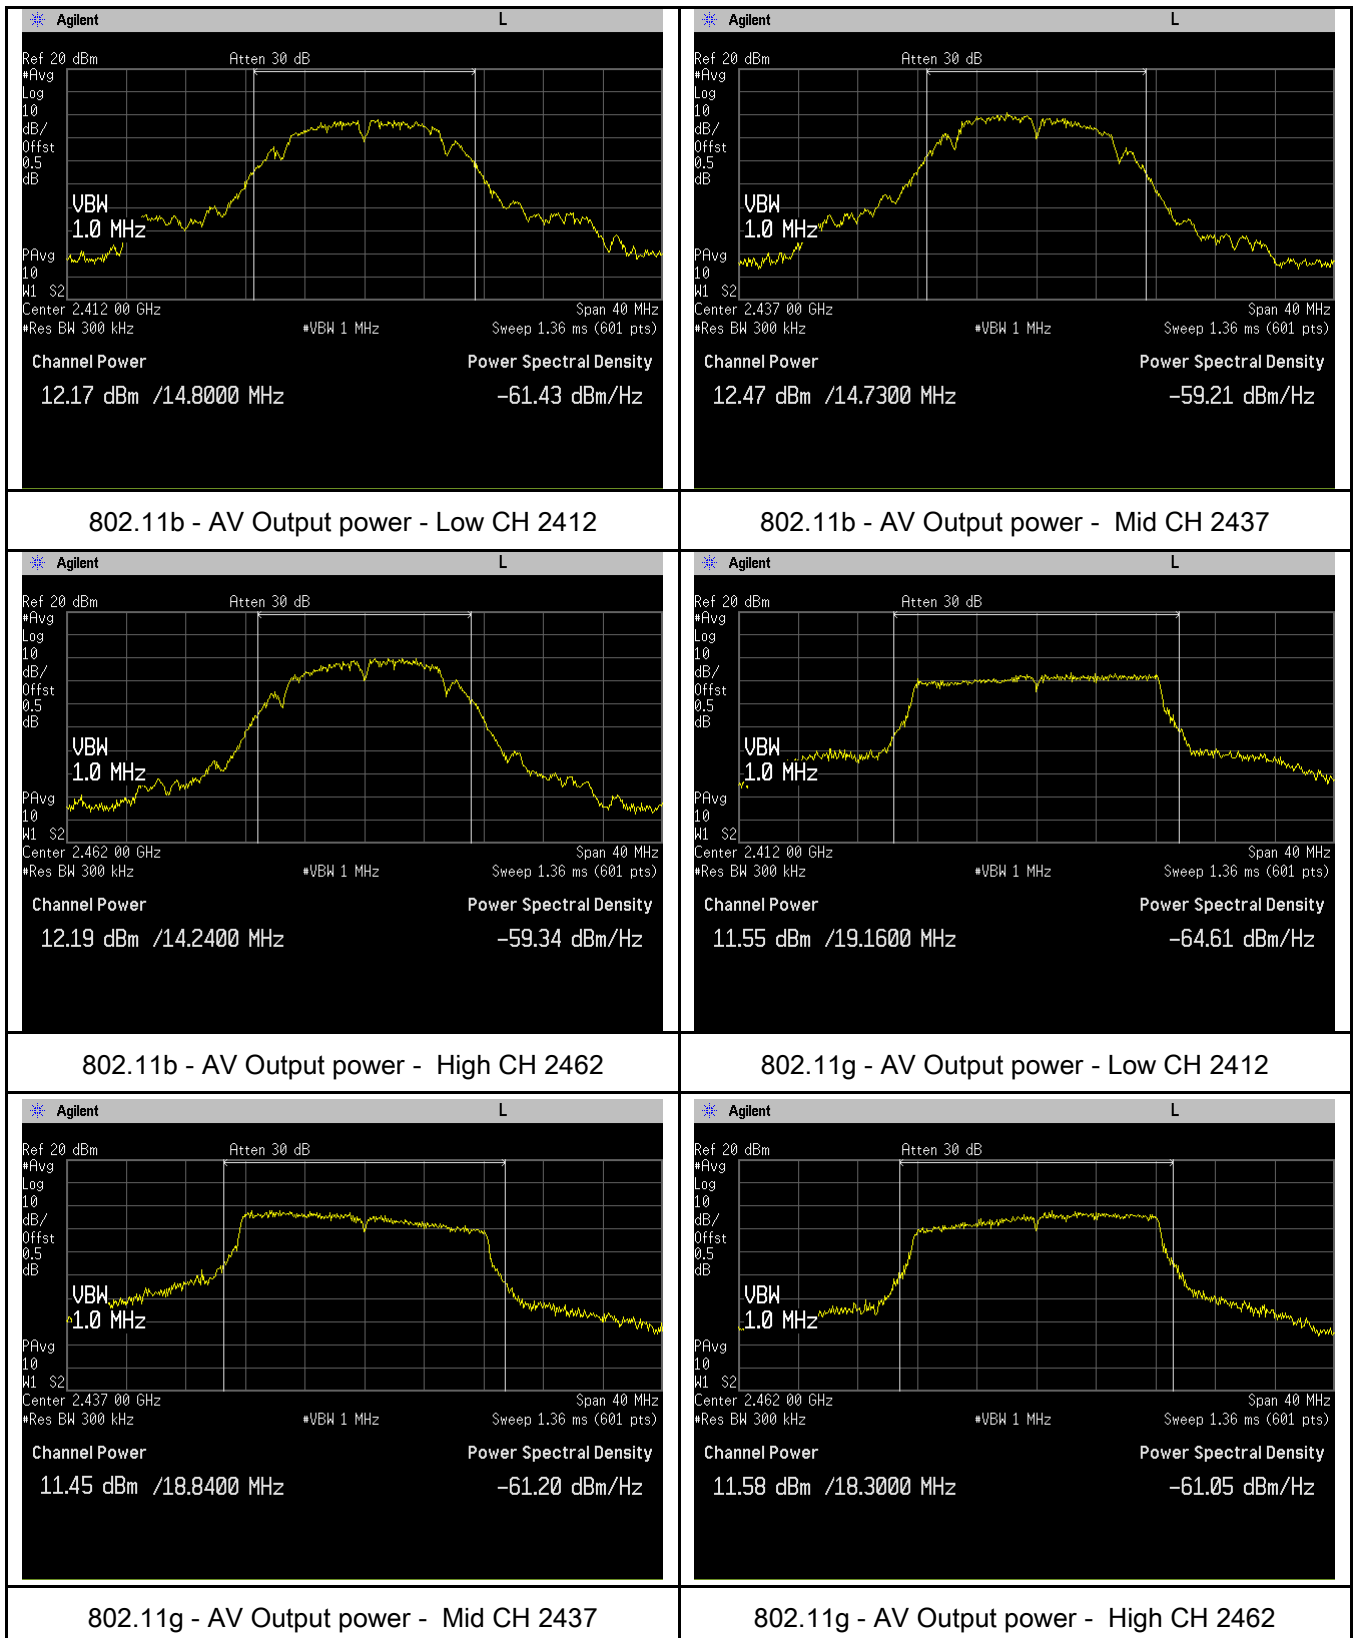 Agilent L
Ref 20 dBm Atten 30 dB
#Avg
Log
10
dB/
Offst
0.5
dB
VBW
1.0 MHz
PAvg
10
W1 S2
Center 2.412 00 GHz Span 40 MHz
#Res BW 300 kHz #VBW 1 MHz Sweep 1.36 ms (601 pts)
Channel Power Power Spectral Density
12.17 dBm /14.8000 MHz -61.43 dBm/Hz
802.11b - AV Output power - Low CH 2412
Agilent L
Ref 20 dBm Atten 30 dB
#Avg
Log
10
dB/
Offst
0.5
dB
VBW
1.0 MHz
PAvg
10
W1 S2
Center 2.437 00 GHz Span 40 MHz
#Res BW 300 kHz #VBW 1 MHz Sweep 1.36 ms (601 pts)
Channel Power Power Spectral Density
12.47 dBm /14.7300 MHz -59.21 dBm/Hz
802.11b - AV Output power - Mid CH 2437
Agilent L
Ref 20 dBm Atten 30 dB
#Avg
Log
10
dB/
Offst
0.5
dB
VBW
1.0 MHz
PAvg
10
W1 S2
Center 2.462 00 GHz Span 40 MHz
#Res BW 300 kHz #VBW 1 MHz Sweep 1.36 ms (601 pts)
Channel Power Power Spectral Density
12.19 dBm /14.2400 MHz -59.34 dBm/Hz
802.11b - AV Output power - High CH 2462
Agilent L
Ref 20 dBm Atten 30 dB
#Avg
Log
10
dB/
Offst
0.5
dB
VBW
1.0 MHz
PAvg
10
W1 S2
Center 2.412 00 GHz Span 40 MHz
#Res BW 300 kHz #VBW 1 MHz Sweep 1.36 ms (601 pts)
Channel Power Power Spectral Density
11.55 dBm /19.1600 MHz -64.61 dBm/Hz
802.11g - AV Output power - Low CH 2412
Agilent L
Ref 20 dBm Atten 30 dB
#Avg
Log
10
dB/
Offst
0.5
dB
VBW
1.0 MHz
PAvg
10
W1 S2
Center 2.437 00 GHz Span 40 MHz
#Res BW 300 kHz #VBW 1 MHz Sweep 1.36 ms (601 pts)
Channel Power Power Spectral Density
11.45 dBm /18.8400 MHz -61.20 dBm/Hz
802.11g - AV Output power - Mid CH 2437
Agilent L
Ref 20 dBm Atten 30 dB
#Avg
Log
10
dB/
Offst
0.5
dB
VBW
1.0 MHz
PAvg
10
W1 S2
Center 2.462 00 GHz Span 40 MHz
#Res BW 300 kHz #VBW 1 MHz Sweep 1.36 ms (601 pts)
Channel Power Power Spectral Density
11.58 dBm /18.3000 MHz -61.05 dBm/Hz
802.11g - AV Output power - High CH 2462